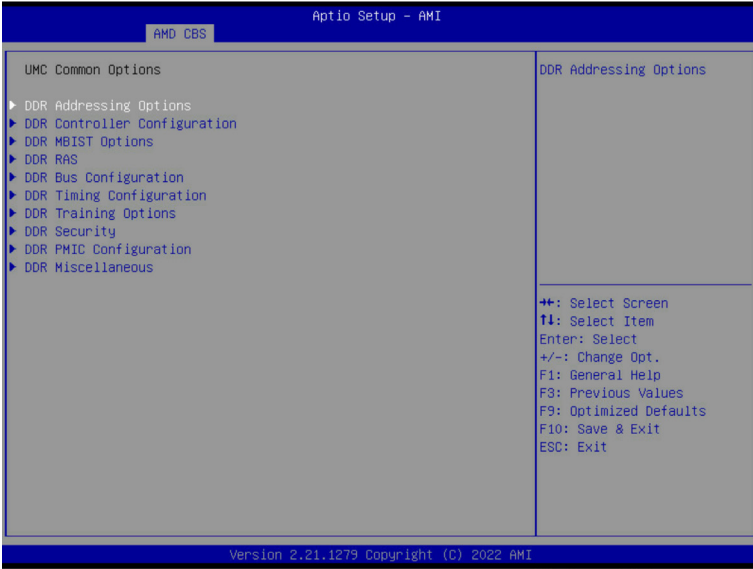 Aptio Setup – AMI
AMD CBS
UMC Common Options
DDR Addressing Options
DDR Controller Configuration
DDR MBIST Options
DDR RAS
DDR Bus Configuration
DDR Timing Configuration
DDR Training Options
DDR Security
DDR PMIC Configuration
DDR Miscellaneous
DDR Addressing Options
→←: Select Screen
↑↓: Select Item
Enter: Select
+/-: Change Opt.
F1: General Help
F3: Previous Values
F9: Optimized Defaults
F10: Save & Exit
ESC: Exit
Version 2.21.1279 Copyright (C) 2022 AMI